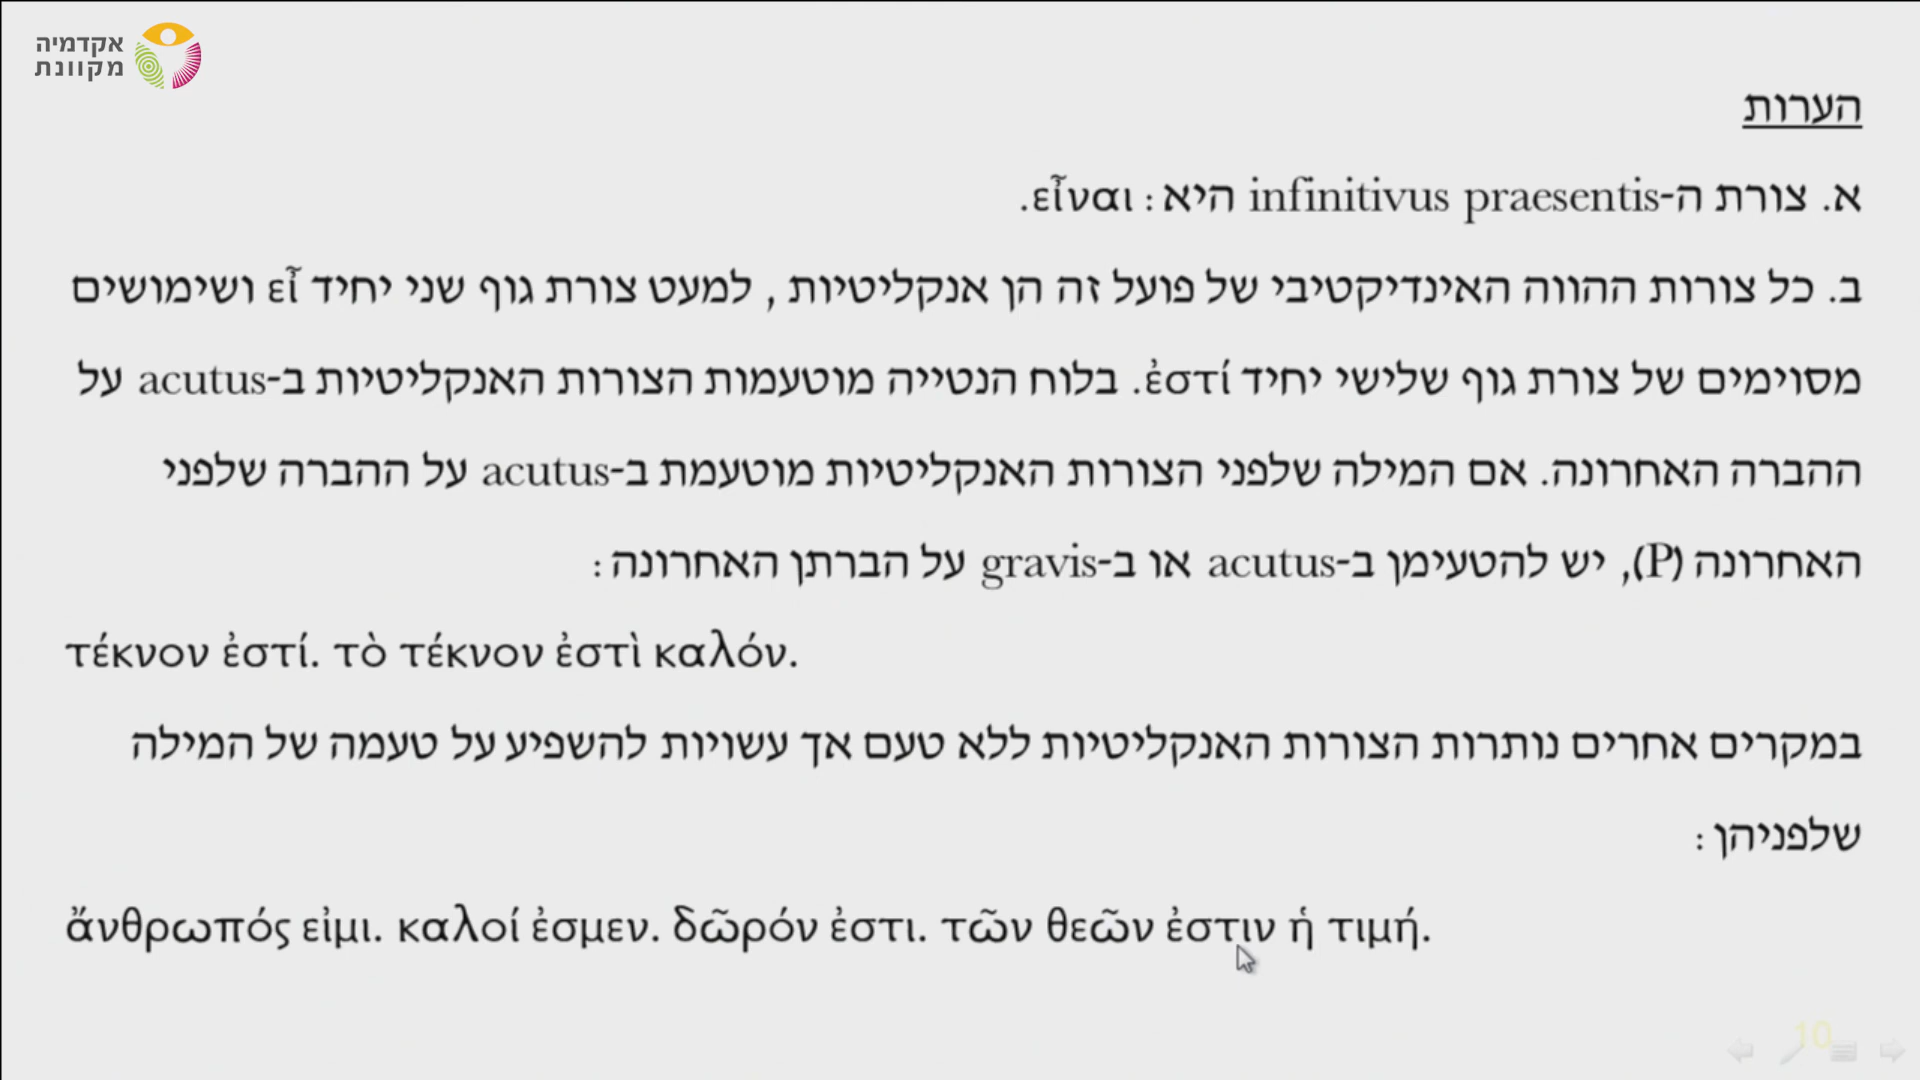 אקדמיה
מקוונת
הערות
א. צורת ה-infinitivus praesentis היא: εἶναι.
ב. כל צורות ההווה האינדיקטיבי של פועל זה הן אנקליטיות , למעט צורת גוף שני יחיד εἶ ושימושים
מסוימים של צורת גוף שלישי יחיד ἐστί. בלוח הנטייה מוטעמות הצורות האנקליטיות ב-acutus על
ההברה האחרונה. אם המילה שלפני הצורות האנקליטיות מוטעמת ב-acutus על ההברה שלפני
האחרונה (P), יש להטעימן ב-acutus או ב-gravis על הברתן האחרונה:
τέκνον ἐστί. τὸ τέκνον ἐστὶ καλόν.
במקרים אחרים נותרות הצורות האנקליטיות ללא טעם אך עשויות להשפיע על טעמה של המילה
שלפניהן:
ἄνθρωπός εἰμι. καλοί ἐσμεν. δῶρόν ἐστι. τῶν θεῶν ἐστιν ἡ τιμή.
10